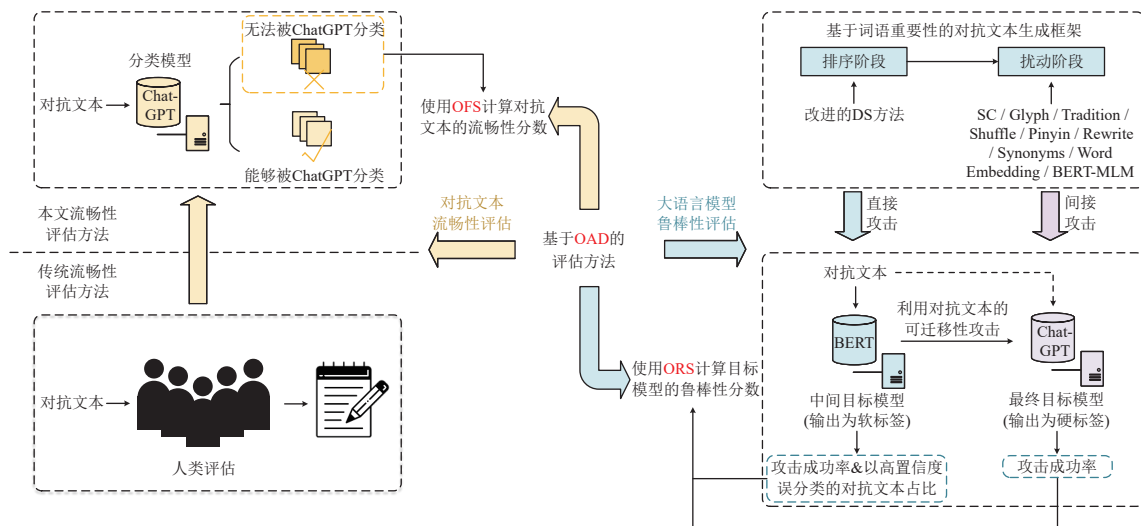 无法被ChatGPT分类
分类模型
对抗文本
Chat-
GPT
能够被ChatGPT分类
使用OFS计算对抗
文本的流畅性分数
本文流畅性
评估方法
传统流畅性
评估方法
对抗文本
人类评估
对抗文本
流畅性评估
基于OAD的
评估方法
大语言模型
鲁棒性评估
使用ORS计算目标
模型的鲁棒性分数
基于词语重要性的对抗文本生成框架
排序阶段
扰动阶段
改进的DS方法
SC / Glyph / Tradition /
Shuffle / Pinyin / Rewrite
/ Synonyms / Word
Embedding / BERT-MLM
直接
攻击
间接
攻击
对抗文本
利用对抗文本的
可迁移性攻击
BERT
Chat-
GPT
中间目标模型
(输出为软标签)
最终目标模型
(输出为硬标签)
攻击成功率&以高置信度
误分类的对抗文本占比
攻击成功率